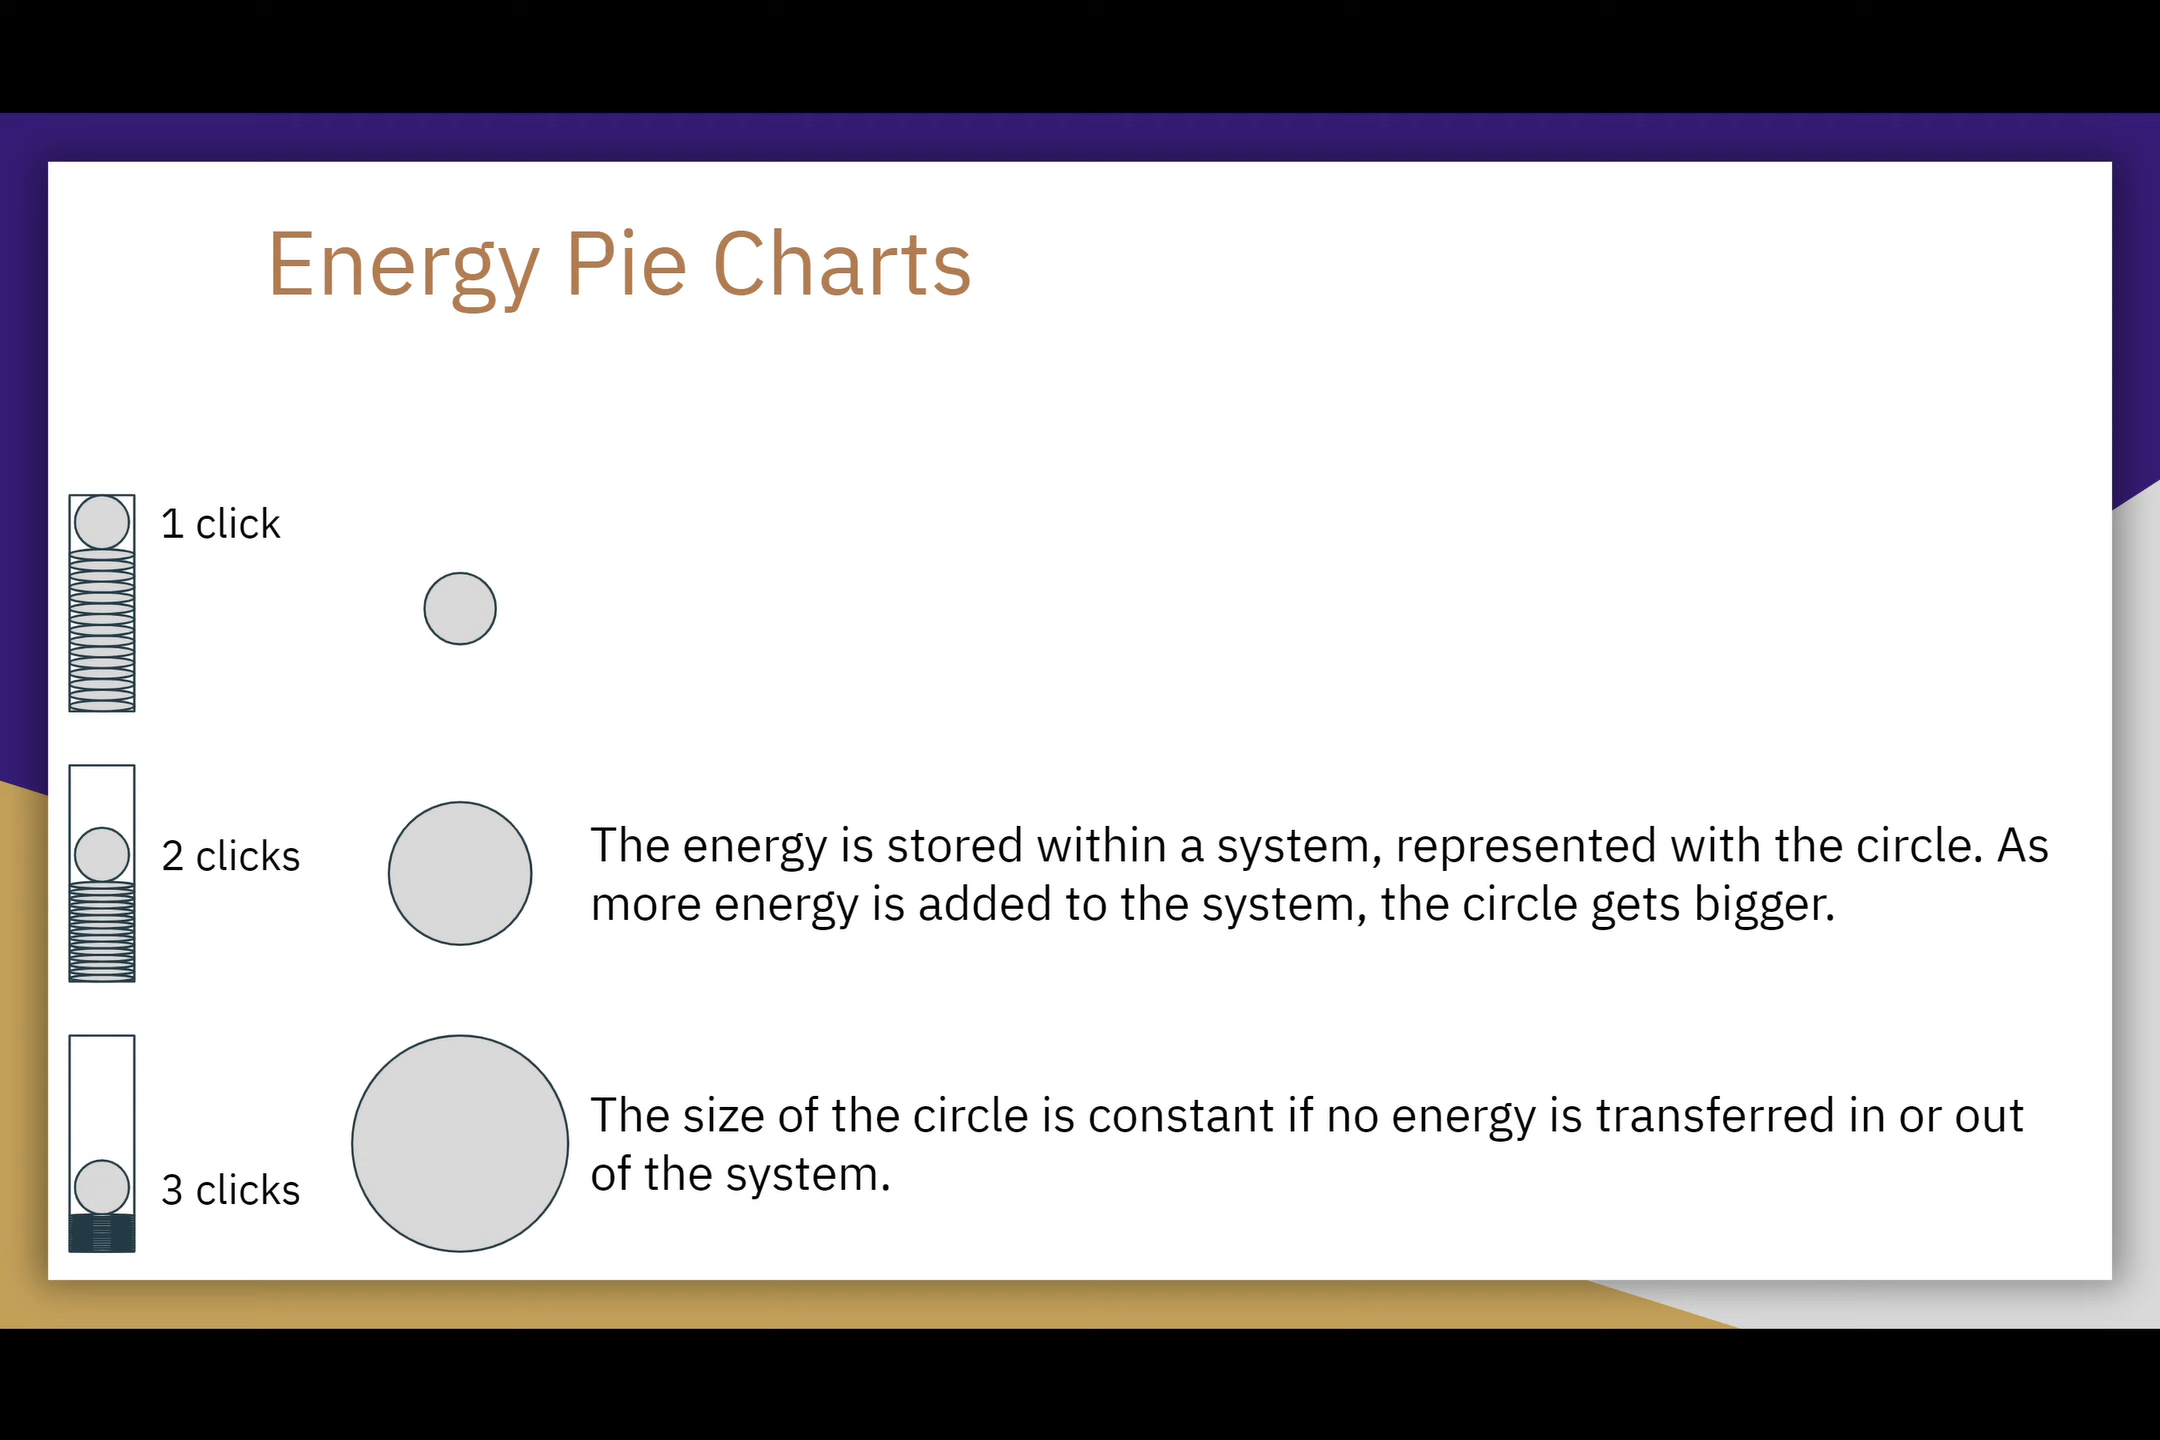 Energy Pie Charts
1 click
2 clicks
The energy is stored within a system, represented with the circle. As
more energy is added to the system, the circle gets bigger.
3 clicks
The size of the circle is constant if no energy is transferred in or out
of the system.